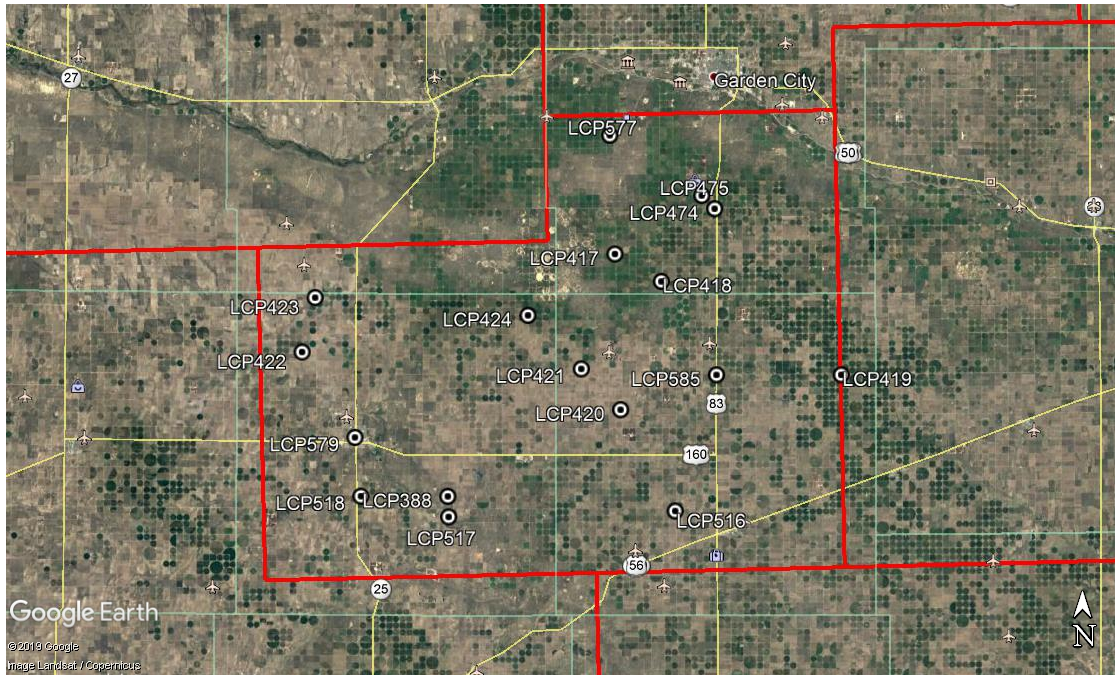 27
Garden City
LCP577
50
LCP475
LCP474
LCP417
LCP418
LCP423
LCP424
LCP422
LCP421
LCP585
LCP419
83
LCP420
LCP579
160
LCP518
LCP388
LCP516
LCP517
56
25
Google Earth
©2019 Google
Image Landsat / Copernicus
N